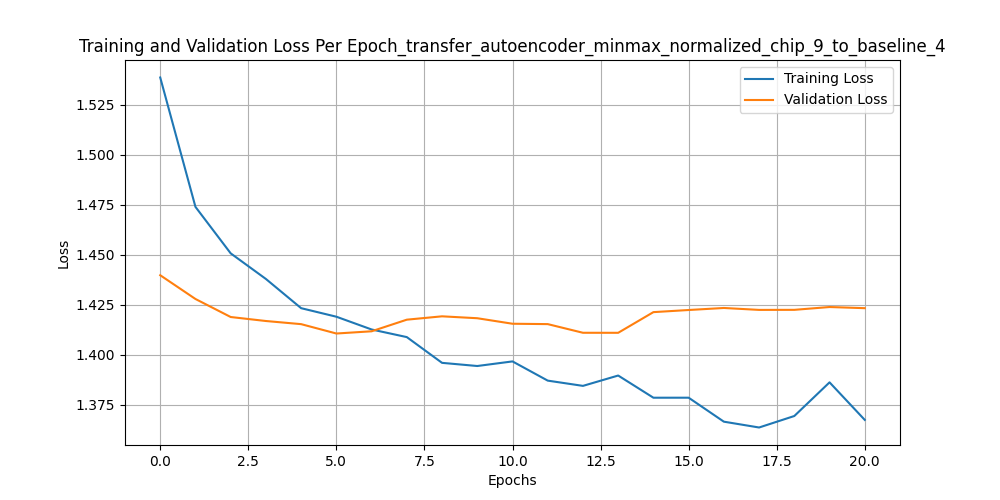 Training and Validation Loss Per Epoch_transfer_autoencoder_minmax_normalized_chip_9_to_baseline_4
Training Loss
Validation Loss
1.525
1.500
1.475
1.450
1.425
1.400
1.375
Loss
0.0 2.5 5.0 7.5 10.0 12.5 15.0 17.5 20.0
Epochs